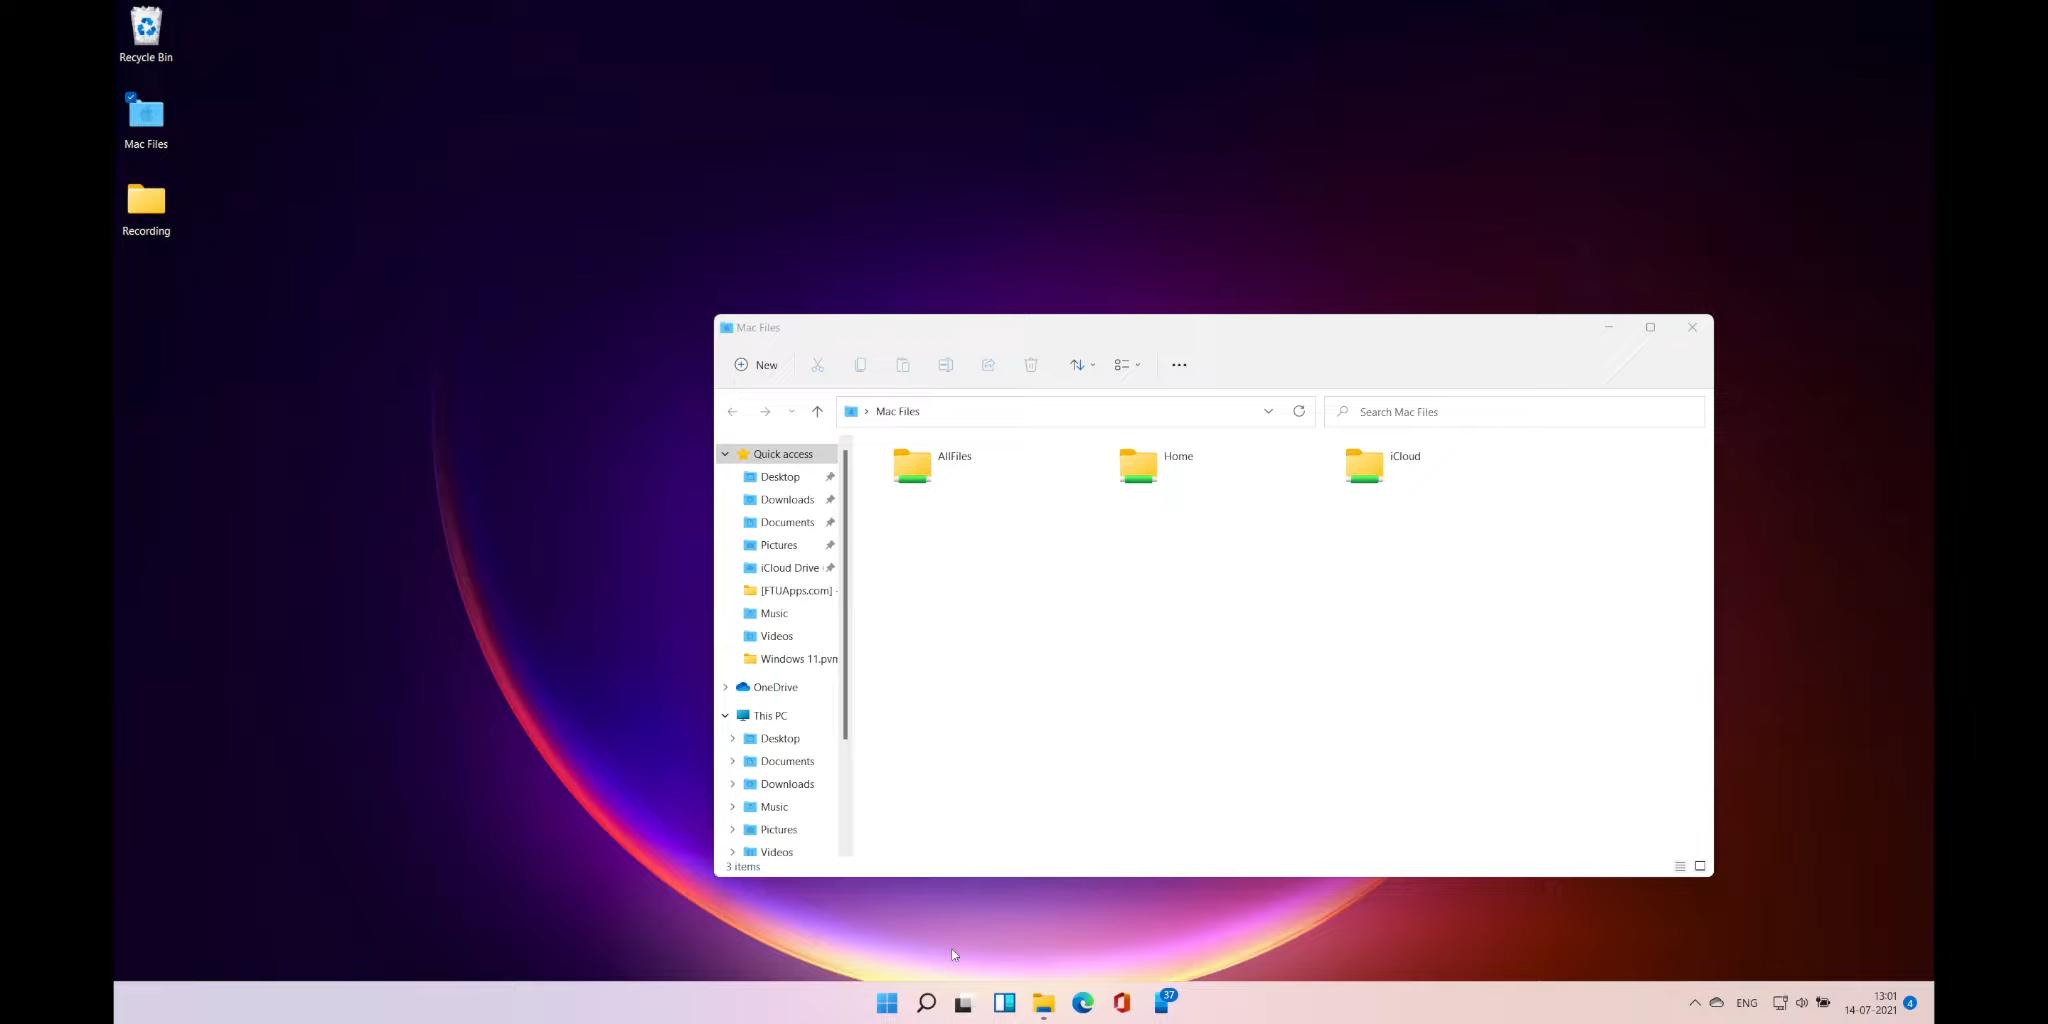 Recycle Bin
Mac Files
Recording
Mac Files
New
Mac Files
Search Mac Files
Quick access
Desktop
Downloads
Documents
Pictures
iCloud Drive
[FTUApps.com] -
Music
Videos
Windows 11.pvm
OneDrive
This PC
Desktop
Documents
Downloads
Music
Pictures
Videos
AllFiles
Home
iCloud
3 items
37
ENG
13:01
14-07-2021
4